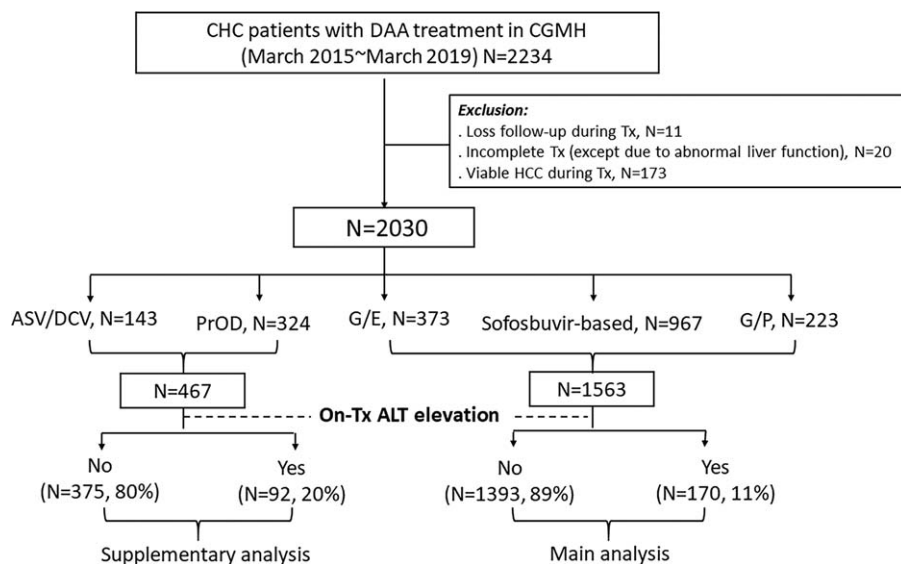 CHC patients with DAA treatment in CGMH
(March 2015~March 2019) N=2234
Exclusion:
. Loss follow-up during Tx, N=11
. Incomplete Tx (except due to abnormal liver function), N=20
. Viable HCC during Tx, N=173
N=2030
ASV/DCV, N=143
PrOD, N=324
G/E, N=373
Sofosbuvir-based, N=967
G/P, N=223
N=467
N=1563
On-Tx ALT elevation
No
(N=375, 80%)
Yes
(N=92, 20%)
No
(N=1393, 89%)
Yes
(N=170, 11%)
Supplementary analysis
Main analysis